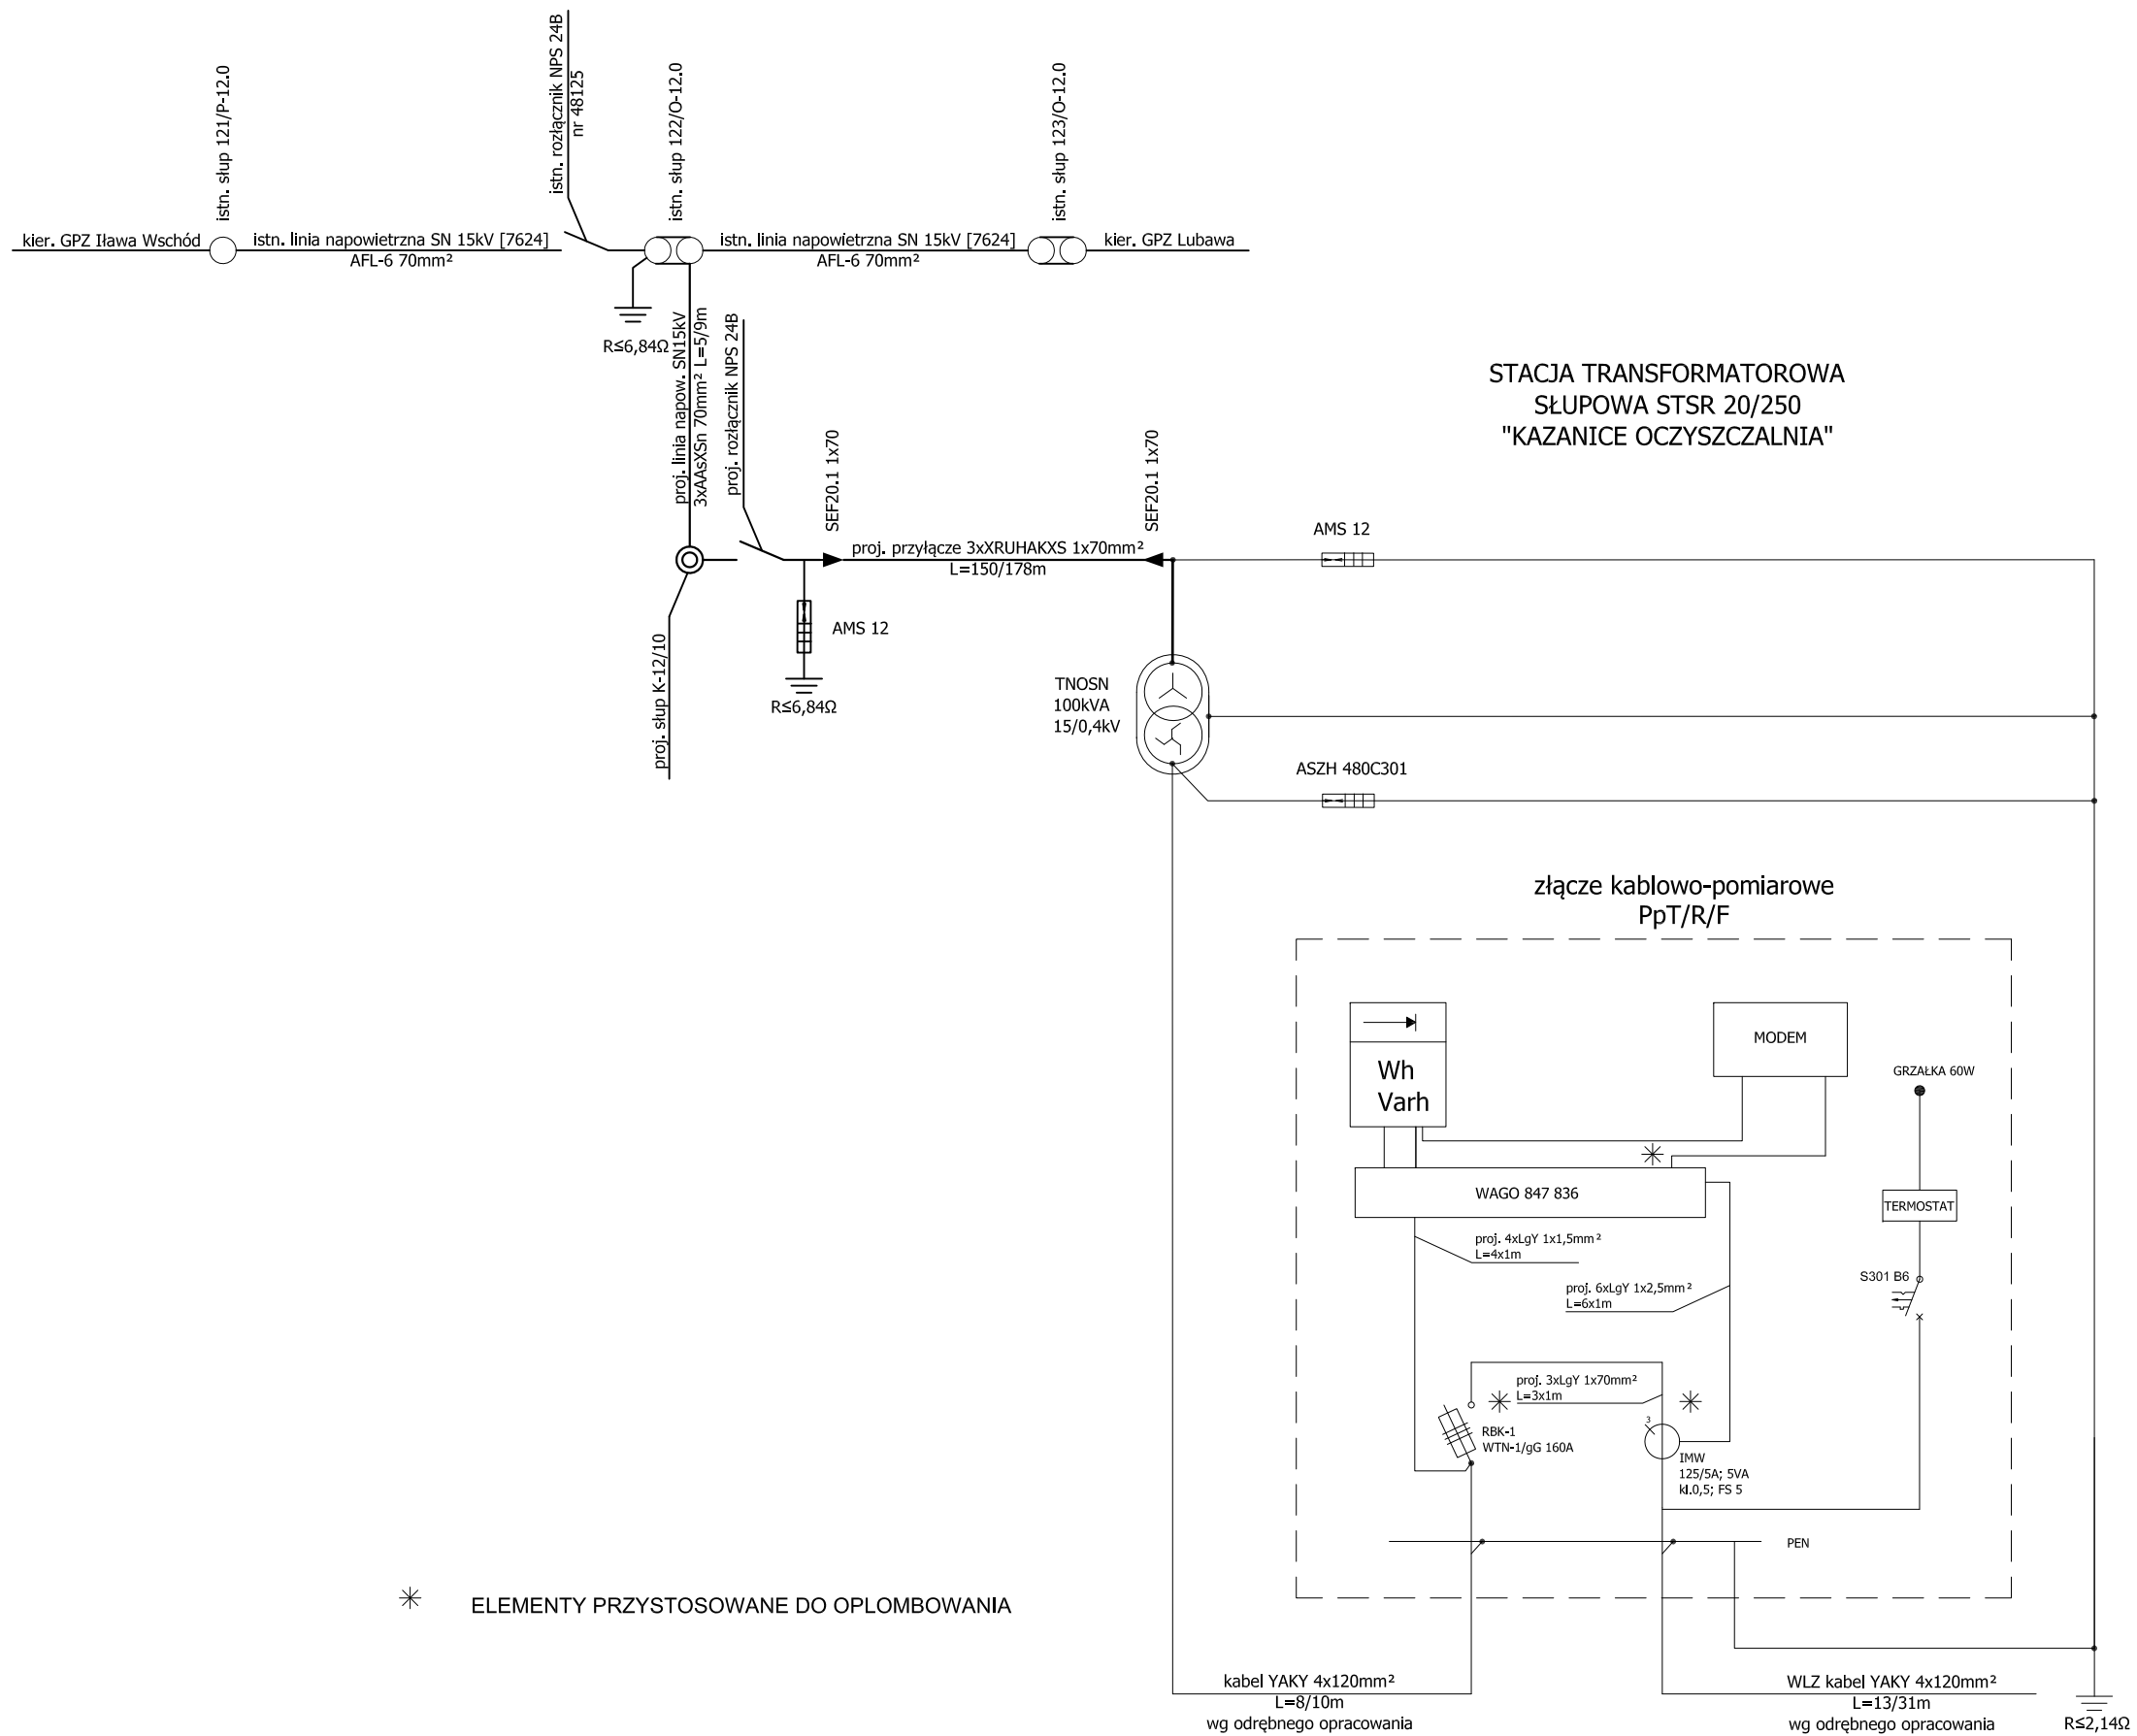 istn. słup 121/P-12.0
istn. rozłącznik NPS 24B
nr 48125
istn. słup 122/O-12.0
istn. słup 123/O-12.0
kier. GPZ Iława Wschód
istn. linia napowietrzna SN 15kV [7624]
AFL-6 70mm²
istn. linia napowietrzna SN 15kV [7624]
AFL-6 70mm²
kier. GPZ Lubawa
R≤6,84Ω
proj. linia napow. SN15kV
3xAAsXSn 70mm² L=5/9m
proj. rozłącznik NPS 24B
STACJA TRANSFORMATOROWA
SŁUPOWA STSR 20/250
"KAZANICE OCZYSZCZALNIA"
SEF20.1 1x70
proj. przyłącze 3xXRUHAKXS 1x70mm²
L=150/178m
SEF20.1 1x70
AMS 12
AMS 12
R≤6,84Ω
proj. słup K-12/10
TNOSN
100kVA
15/0,4kV
ASZH 480C301
złącze kablowo-pomiarowe
PpT/R/F
Wh
Varh
MODEM
GRZAŁKA 60W
WAGO 847 836
TERMOSTAT
proj. 4xLgY 1x1,5mm²
L=4x1m
proj. 6xLgY 1x2,5mm²
L=6x1m
S301 B6
proj. 3xLgY 1x70mm²
L=3x1m
RBK-1
WTN-1/gG 160A
3
IMW
125/5A; 5VA
kl.0,5; FS 5
PEN
ELEMENTY PRZYSTOSOWANE DO OPLOMBOWANIA
kabel YAKY 4x120mm²
L=8/10m
wg odrębnego opracowania
WLZ kabel YAKY 4x120mm²
L=13/31m
wg odrębnego opracowania
R≤2,14Ω